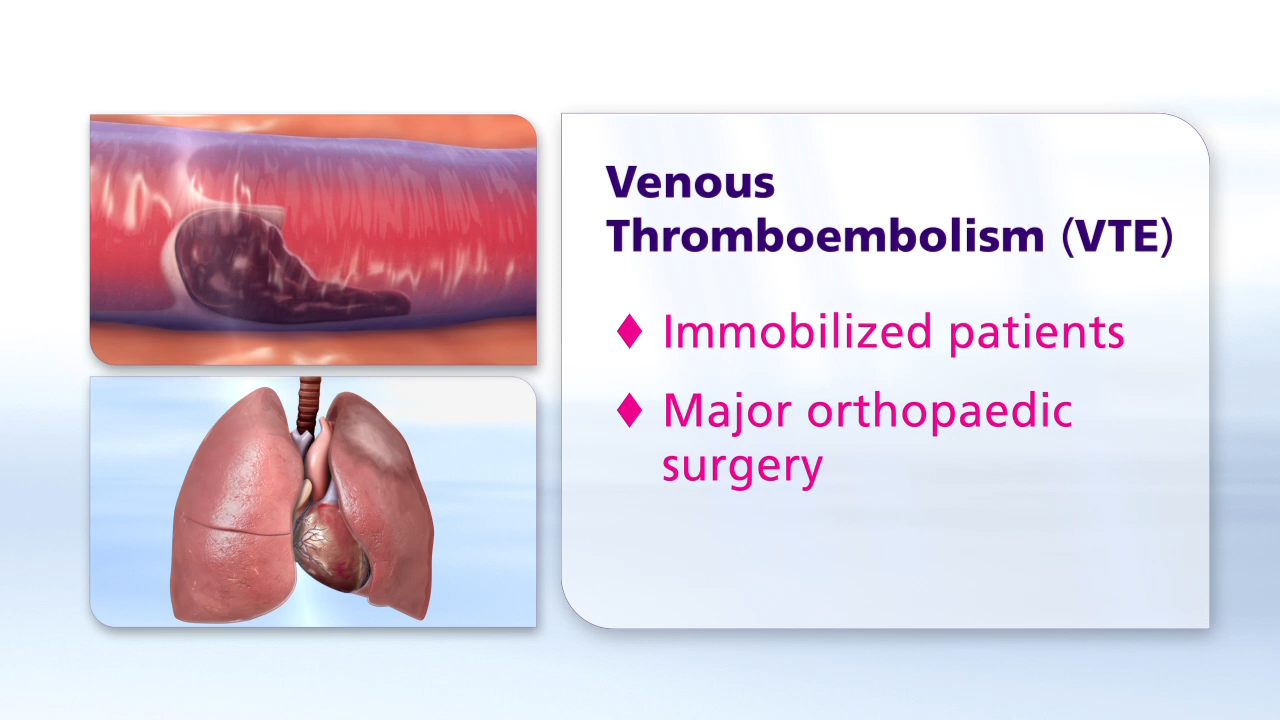 Venous
Thromboembolism (VTE)
♦ Immobilized patients
♦ Major orthopaedic
surgery